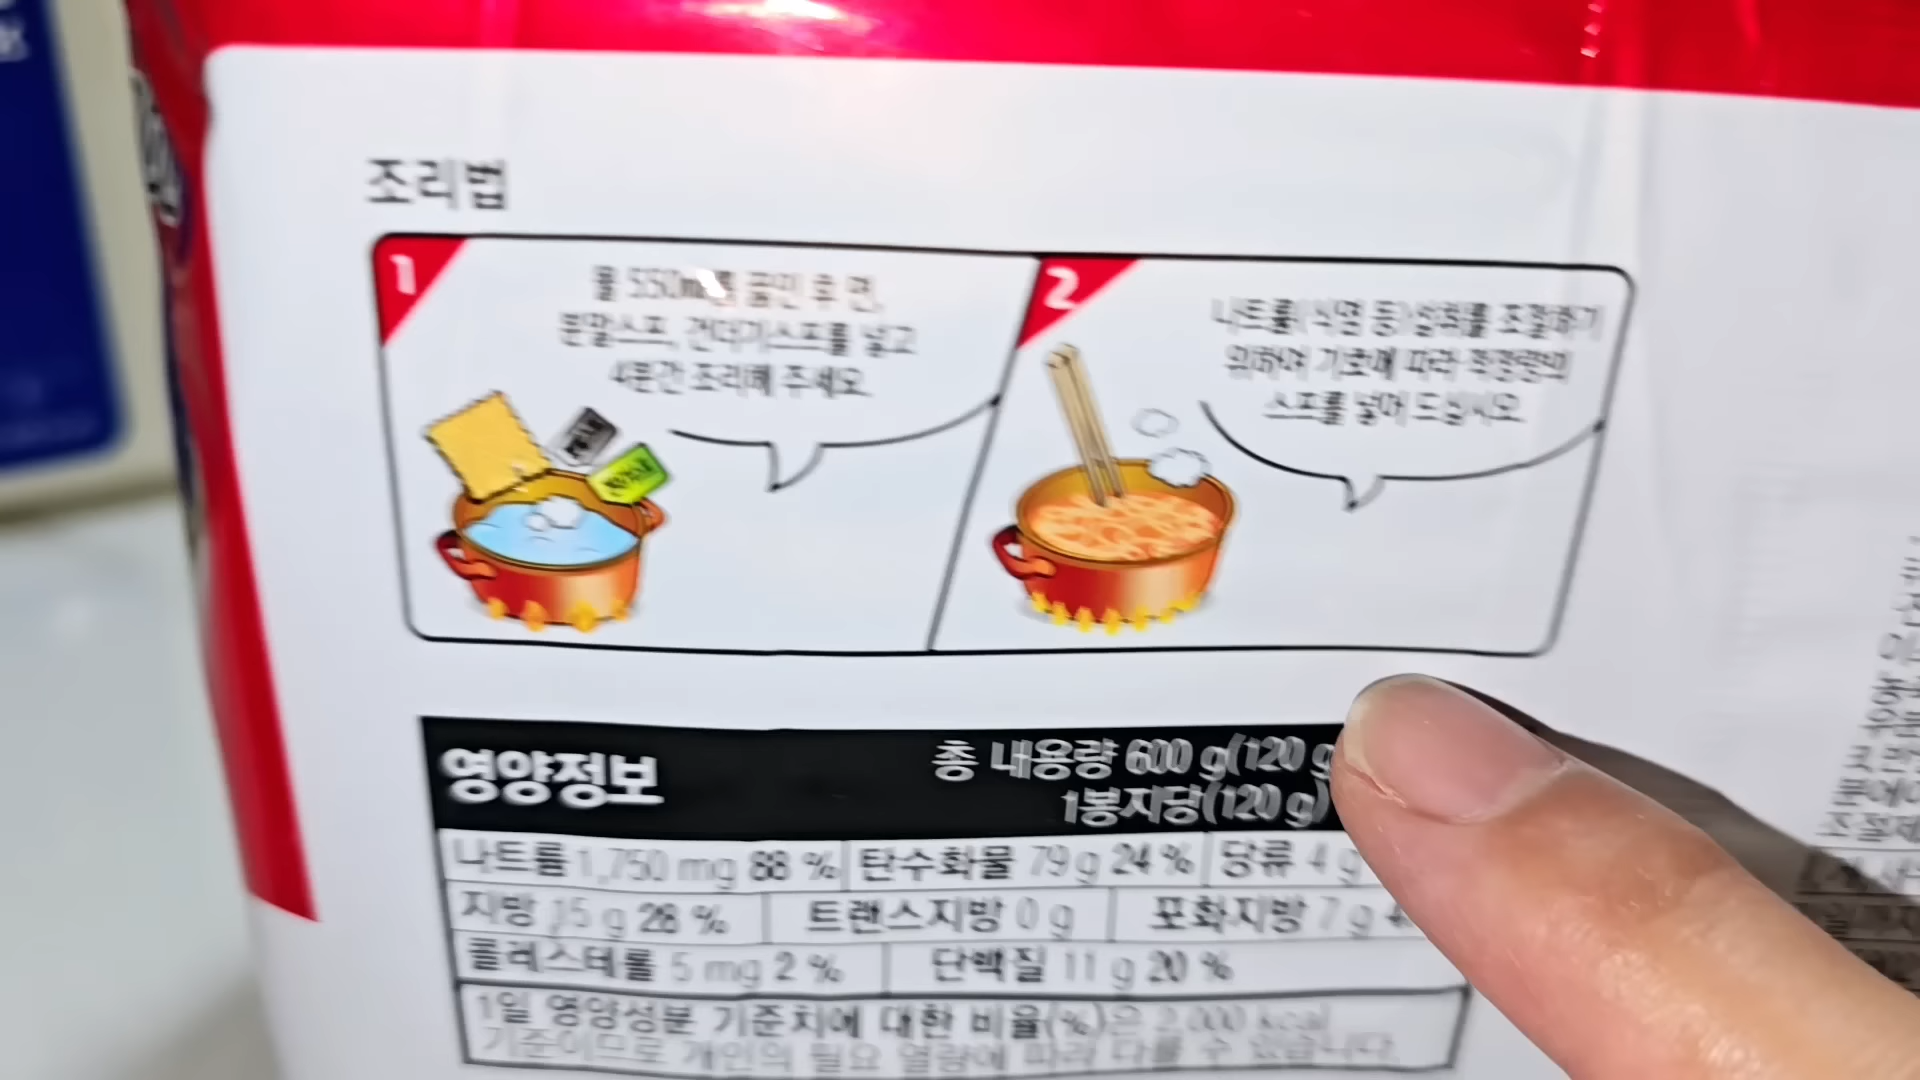 조리법
1
물 550ml를 끓인 후 면,
분말스프, 건더기스프를 넣고
4분간 조리해 주세요.
2
나트륨(식염 등)섭취를 조절하기
위하여 기호에 따라 적정량의
스프를 넣어 드십시오.
영양정보
총 내용량 600 g(120 g
1봉지당(120 g)
나트륨 1,750 mg 88 % 탄수화물 79 g 24 % 당류 4 g
지방 15 g 28 % 트랜스지방 0 g 포화지방 7 g
콜레스테롤 5 mg 2 % 단백질 11 g 20 %
1일 영양성분 기준치에 대한 비율(%)은 2,000 kcal
기준이므로 개인의 필요 열량에 따라 다를 수 있습니다.